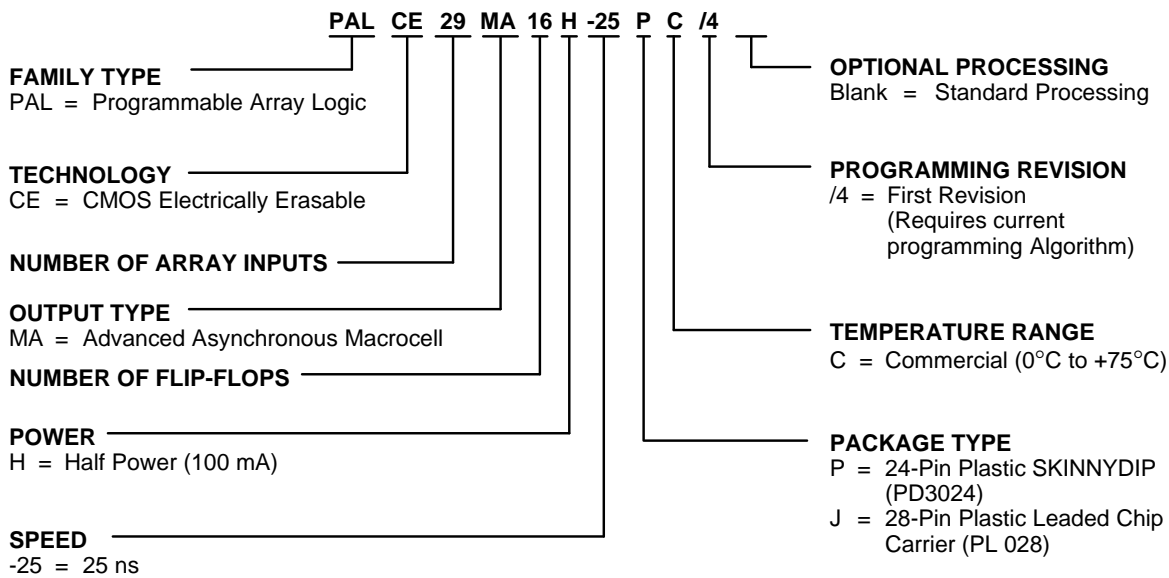 PAL CE 29 MA 16 H -25 P C /4
FAMILY TYPE
PAL = Programmable Array Logic
TECHNOLOGY
CE = CMOS Electrically Erasable
NUMBER OF ARRAY INPUTS
OUTPUT TYPE
MA = Advanced Asynchronous Macrocell
NUMBER OF FLIP-FLOPS
POWER
H = Half Power (100 mA)
SPEED
-25 = 25 ns
OPTIONAL PROCESSING
Blank = Standard Processing
PROGRAMMING REVISION
/4 = First Revision
(Requires current
programming Algorithm)
TEMPERATURE RANGE
C = Commercial (0°C to +75°C)
PACKAGE TYPE
P = 24-Pin Plastic SKINNYDIP
(PD3024)
J = 28-Pin Plastic Leaded Chip
Carrier (PL 028)